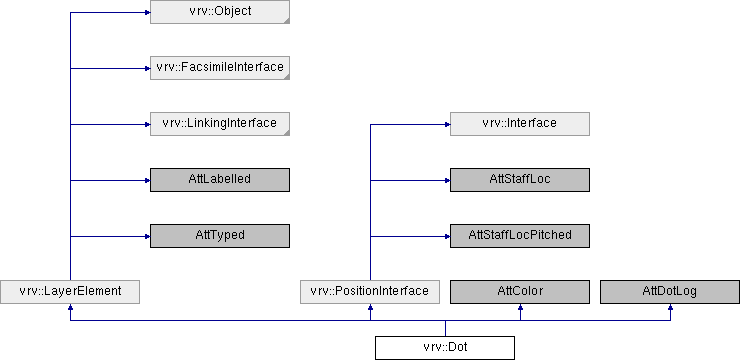 vrv::Object
vrv::FacsimileInterface
vrv::LinkingInterface
vrv::Interface
AttLabelled
AttStaffLoc
AttTyped
AttStaffLocPitched
vrv::LayerElement
vrv::PositionInterface
AttColor
AttDotLog
vrv::Dot